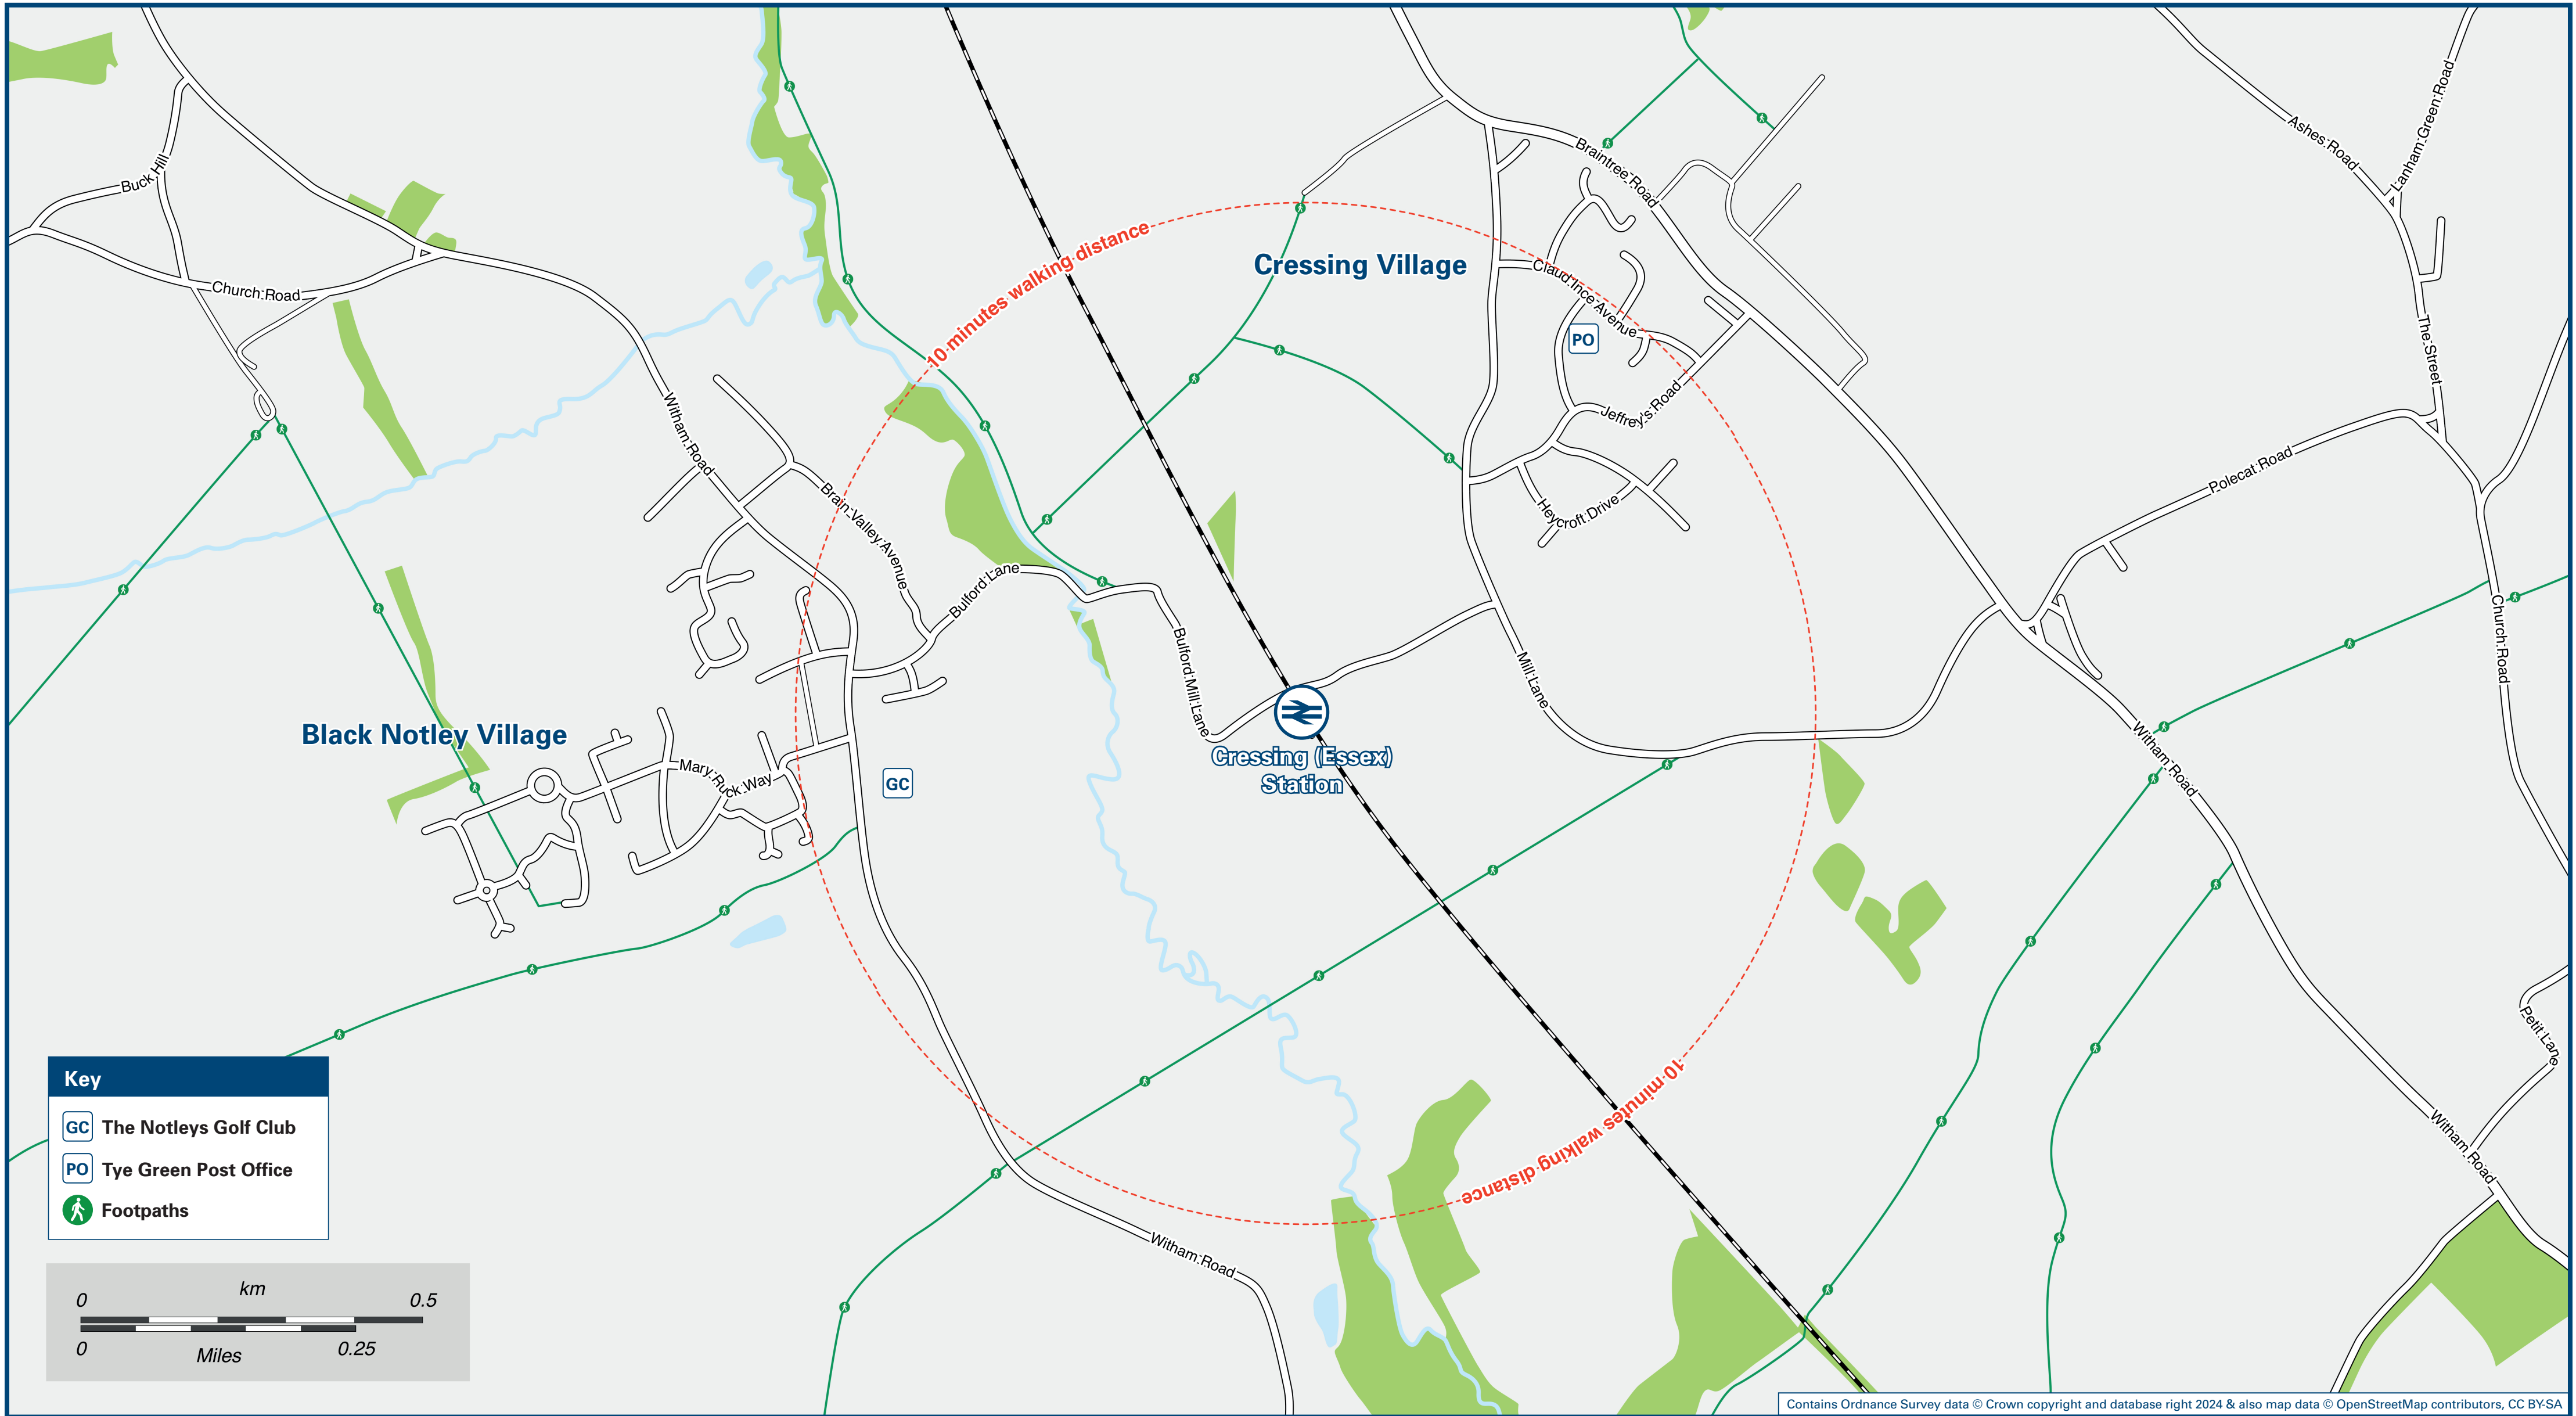 Ashes Road
Lanham Green Road
Braintree Road
Buck Hill
10 minutes walking distance
Cressing Village
Claud Ince Avenue
Church Road
PO
The Street
Witham Road
Jeffrey's Road
Polecat Road
Brain Valley Avenue
Heycroft Drive
Bulford Lane
Church Road
Bulford Mill Lane
Mill Lane
Black Notley Village
Witham Road
Mary Ruck Way
GC
Cressing (Essex)
Station
Petit Lane
10 minutes walking distance
Witham Road
Witham Road
Key
GC The Notleys Golf Club
PO Tye Green Post Office
Footpaths
km
0 0.5
0 0.25
Miles
Contains Ordnance Survey data © Crown copyright and database right 2024 & also map data © OpenStreetMap contributors, CC BY-SA